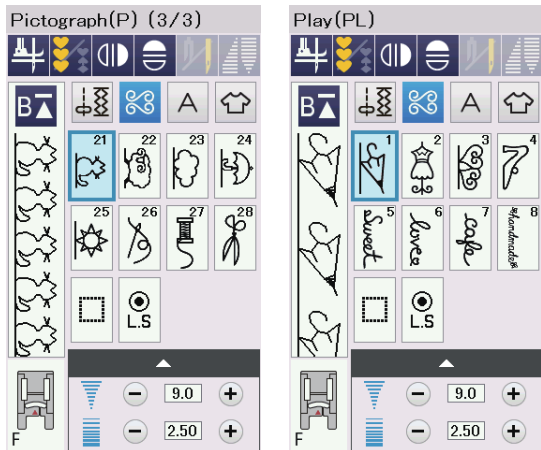 Pictograph(P) (3/3)
B
A
21
22
23
24
25
26
27
28
L.S
9.0
2.50
F
Play(PL)
B
A
1
2
3
4
Sweet 5
love 6
cafe 7
handmade 8
L.S
9.0
2.50
F